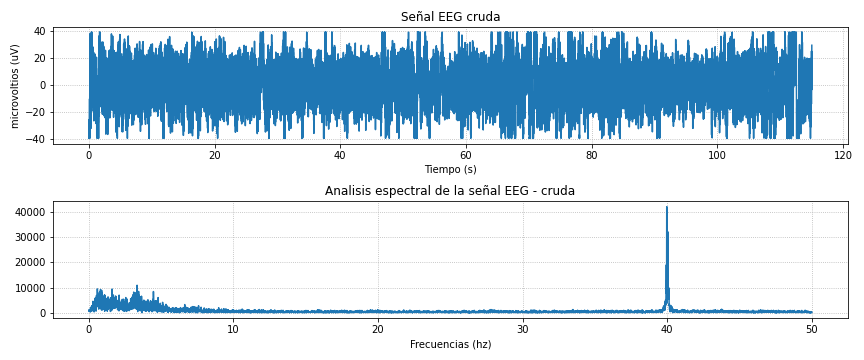 Señal EEG cruda
40
20
0
−20
−40
microvoltios (uV)
0 20 40 60 80 100 120
Tiempo (s)
Analisis espectral de la señal EEG - cruda
40000
30000
20000
10000
0
0 10 20 30 40 50
Frecuencias (hz)